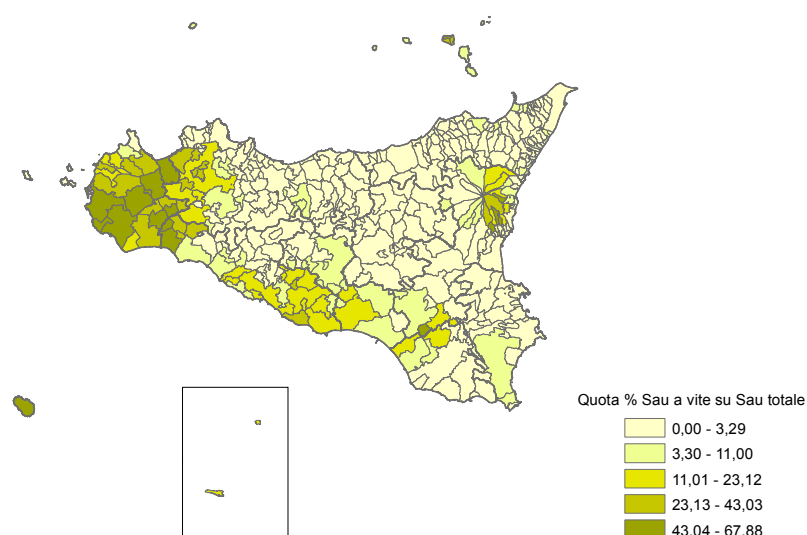 Quota % Sau a vite su Sau totale
0,00 - 3,29
3,30 - 11,00
11,01 - 23,12
23,13 - 43,03
43,04 - 67,88